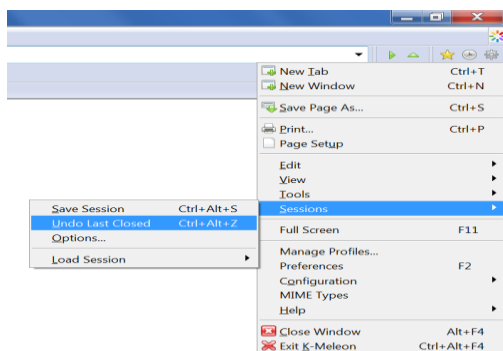 New Tab Ctrl+T
New Window Ctrl+N
Save Page As... Ctrl+S
Print... Ctrl+P
Page Setup
Edit
View
Tools
Sessions
Save Session Ctrl+Alt+S
Undo Last Closed Ctrl+Alt+Z
Options...
Load Session
Full Screen F11
Manage Profiles...
Preferences F2
Configuration
MIME Types
Help
Close Window Alt+F4
Exit K-Meleon Ctrl+Alt+F4